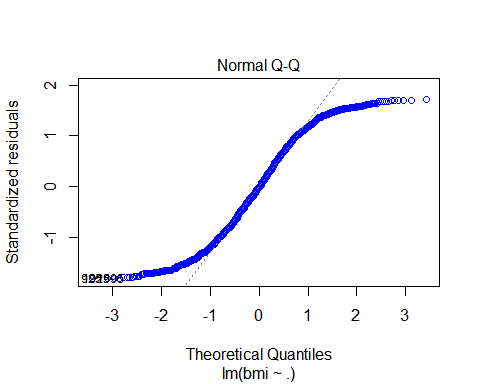 Normal Q-Q
Standardized residuals
2
1
0
-1
-3
-2
-1
0
1
2
3
Theoretical Quantiles
lm(bmi ~ .)